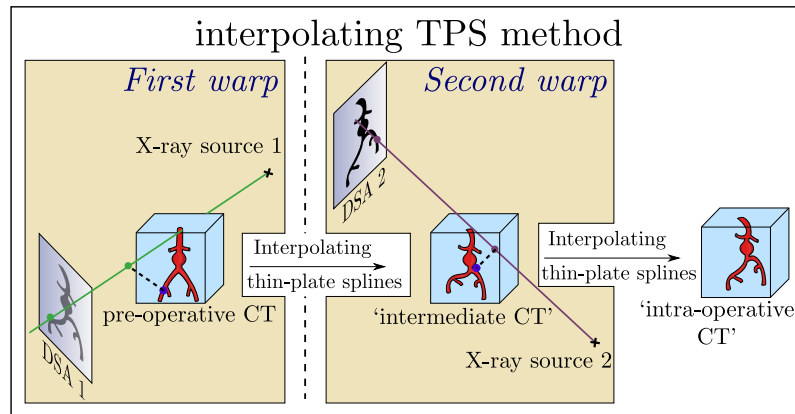 interpolating TPS method
First warp
X-ray source 1
DSA 1
pre-operative CT
Interpolating
thin-plate splines
Second warp
DSA 2
'intermediate CT'
X-ray source 2
Interpolating
thin-plate splines
'intra-operative
CT'